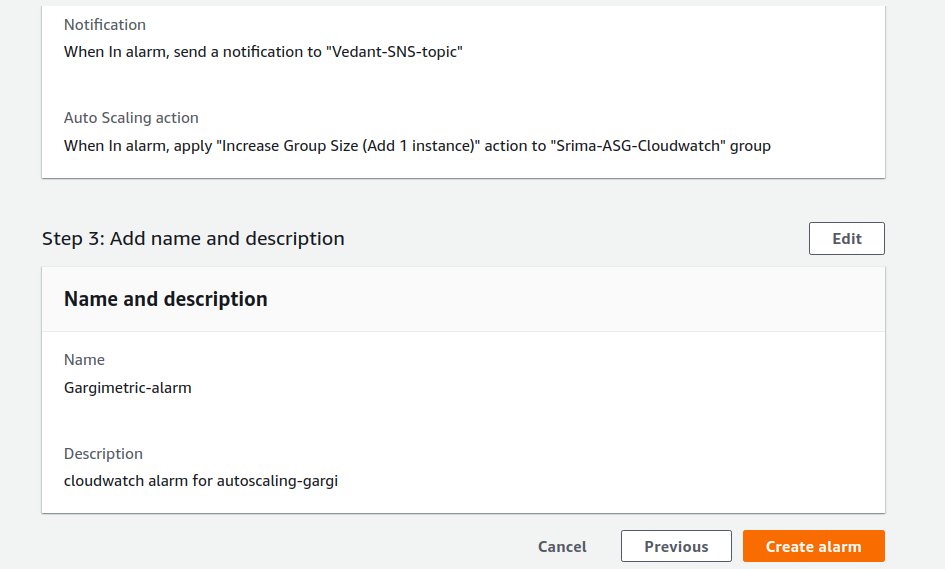 Notification
When In alarm, send a notification to "Vedant-SNS-topic"
Auto Scaling action
When In alarm, apply "Increase Group Size (Add 1 instance)" action to "Srima-ASG-Cloudwatch" group
Step 3: Add name and description
Edit
Name and description
Name
Gargimetric-alarm
Description
cloudwatch alarm for autoscaling-gargi
Cancel
Previous
Create alarm